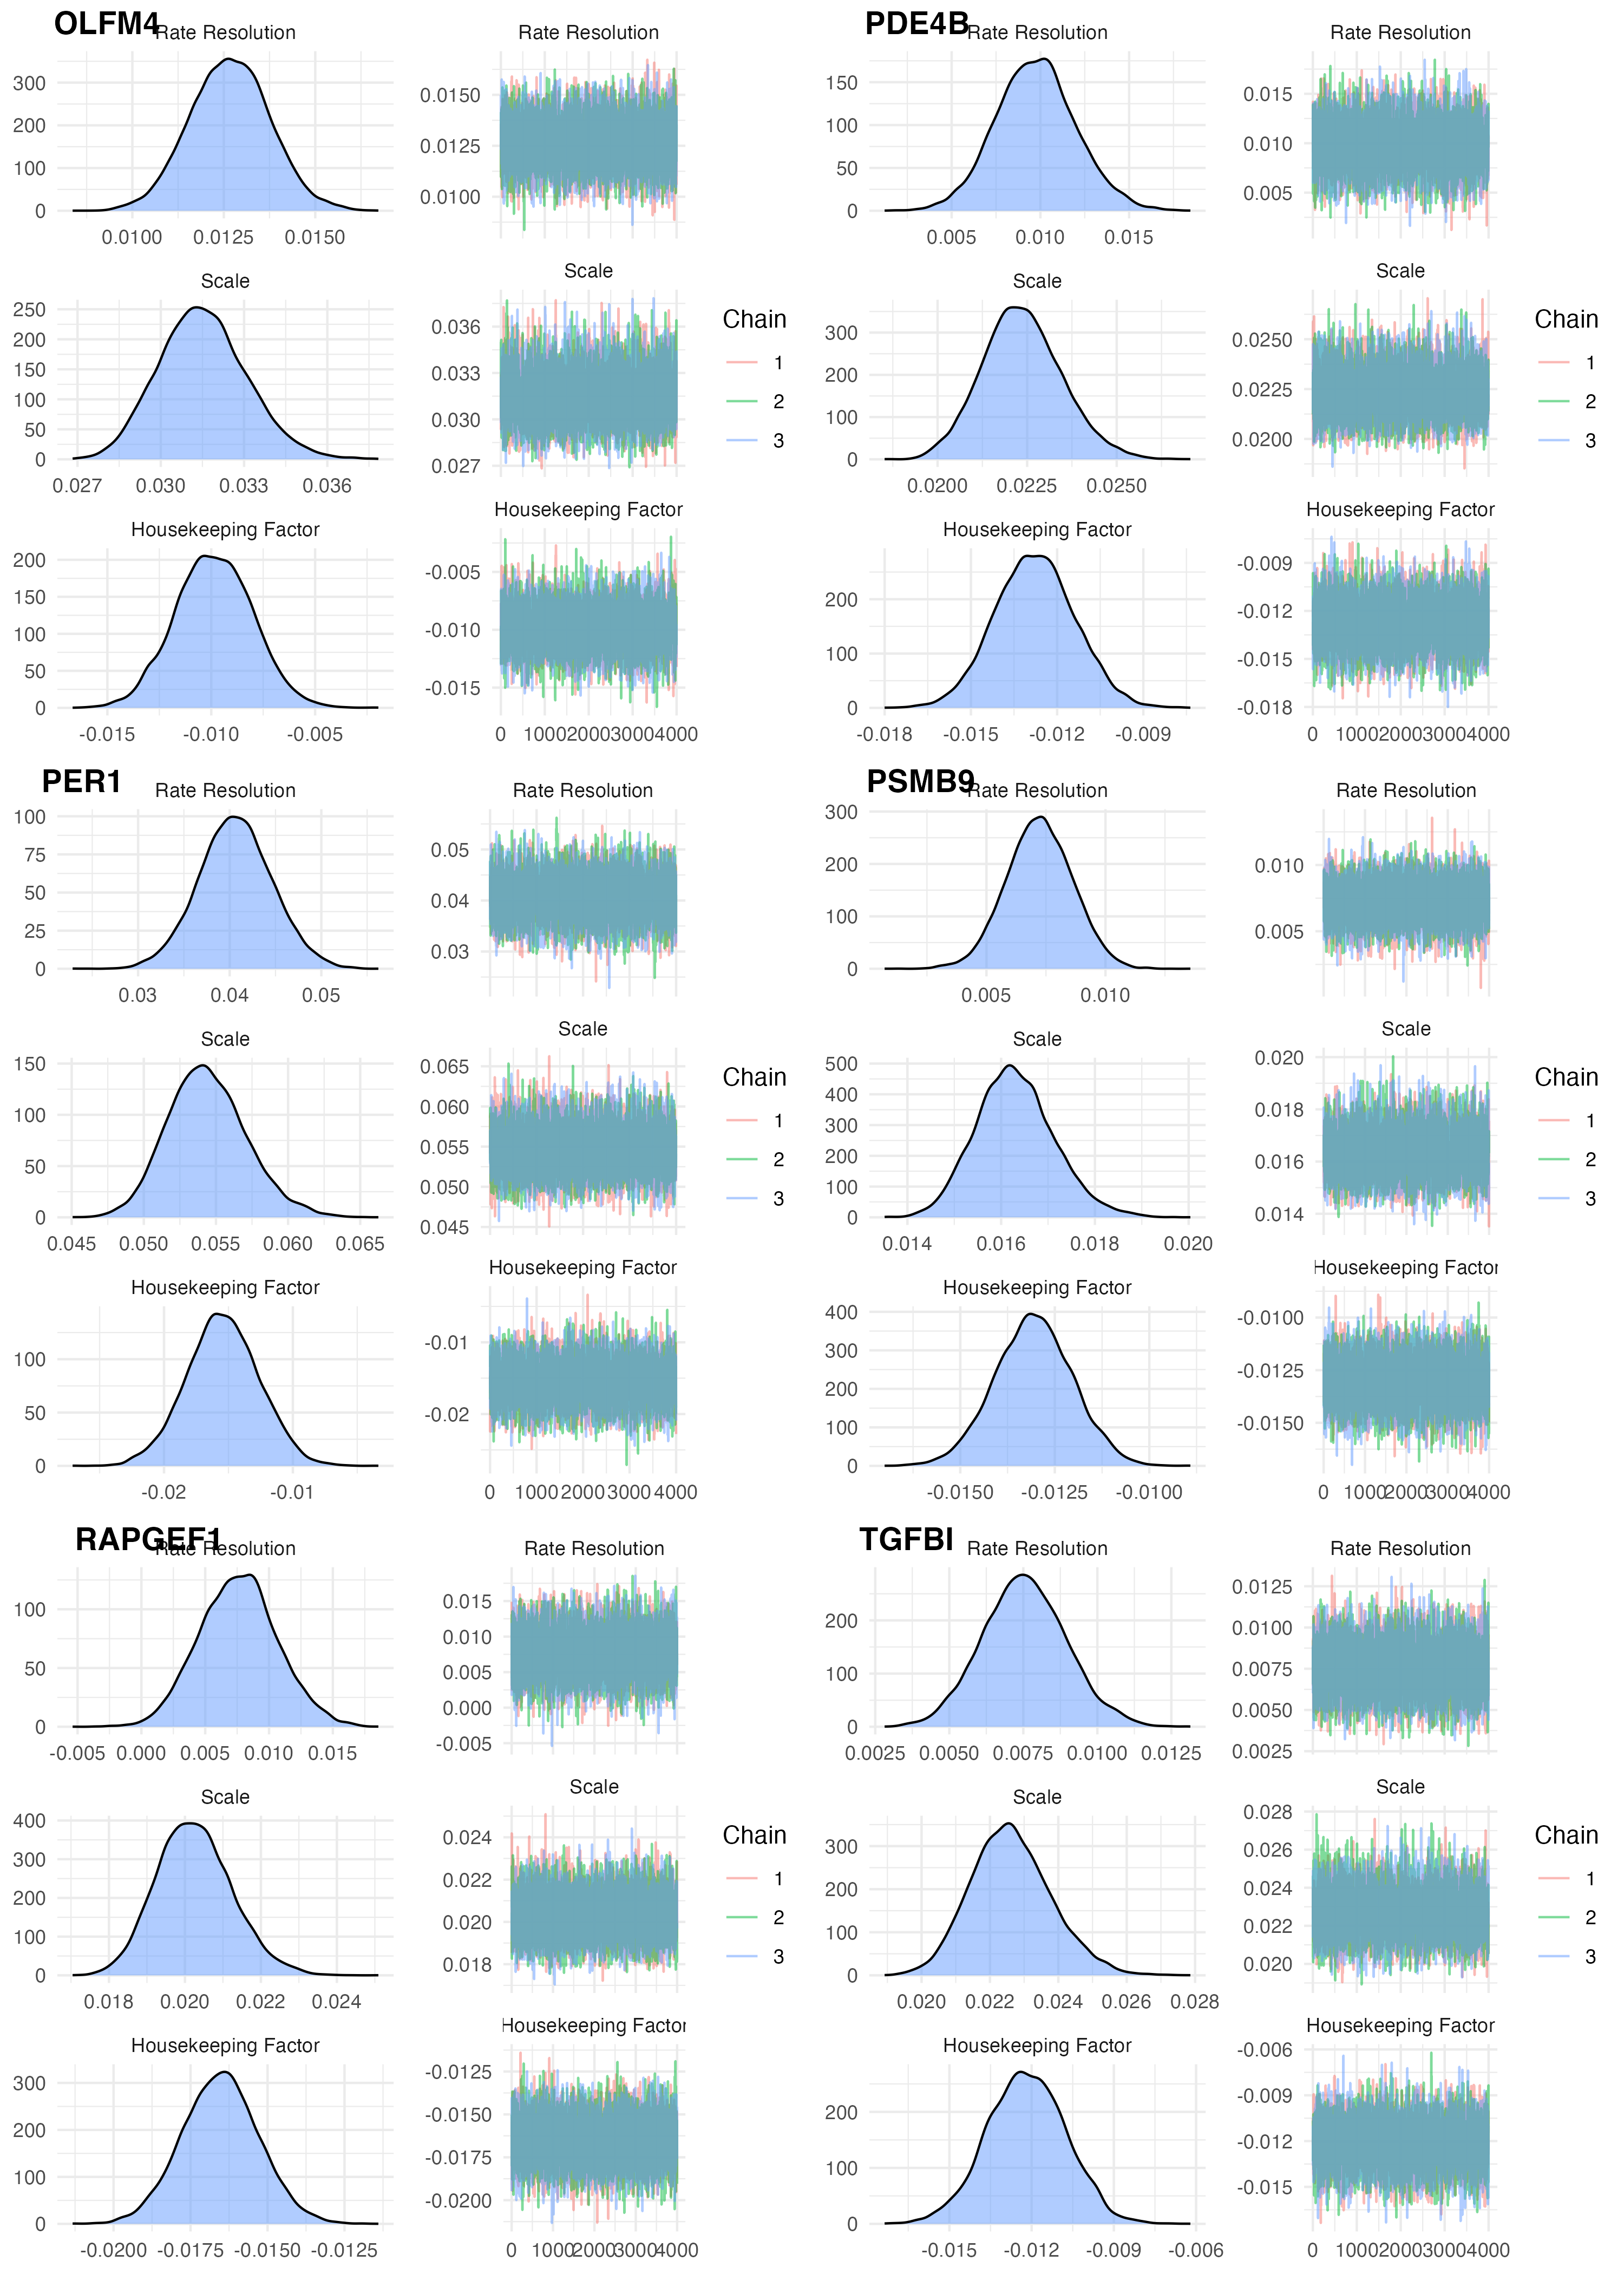 OLFM4
Rate Resolution
300
200
100
0
0.0100 0.0125 0.0150
Rate Resolution
0.0150
0.0125
0.0100
Scale
250
200
150
100
50
0
0.027 0.030 0.033 0.036
Scale
0.036
0.033
0.030
0.027
Housekeeping Factor
200
150
100
50
0
-0.015 -0.010 -0.005
Housekeeping Factor
-0.005
-0.010
-0.015
0 1000 2000 3000 4000
Chain
1
2
3
PDE4B
Rate Resolution
150
100
50
0
0.005 0.010 0.015
Rate Resolution
0.015
0.010
0.005
Scale
300
200
100
0
0.0200 0.0225 0.0250
Scale
0.0250
0.0225
0.0200
Housekeeping Factor
200
100
0
-0.018 -0.015 -0.012 -0.009
Housekeeping Factor
-0.009
-0.012
-0.015
-0.018
0 1000 2000 3000 4000
Chain
1
2
3
PER1
Rate Resolution
100
75
50
25
0
0.03 0.04 0.05
Rate Resolution
0.05
0.04
0.03
Scale
150
100
50
0
0.045 0.050 0.055 0.060 0.065
Scale
0.065
0.060
0.055
0.050
0.045
Housekeeping Factor
100
50
0
-0.02 -0.01
Housekeeping Factor
-0.01
-0.02
0 1000 2000 3000 4000
Chain
1
2
3
PSMB9
Rate Resolution
300
200
100
0
0.005 0.010
Rate Resolution
0.010
0.005
Scale
500
400
300
200
100
0
0.014 0.016 0.018 0.020
Scale
0.020
0.018
0.016
0.014
Housekeeping Factor
400
300
200
100
0
-0.0150 -0.0125 -0.0100
Housekeeping Factor
-0.0100
-0.0125
-0.0150
0 1000 2000 3000 4000
Chain
1
2
3
RAPGEF1
Rate Resolution
100
50
0
-0.005 0.000 0.005 0.010 0.015
Rate Resolution
0.015
0.010
0.005
0.000
-0.005
Scale
400
300
200
100
0
0.018 0.020 0.022 0.024
Scale
0.024
0.022
0.020
0.018
Housekeeping Factor
300
200
100
0
-0.0200 -0.0175 -0.0150 -0.0125
Housekeeping Factor
-0.0125
-0.0150
-0.0175
-0.0200
0 1000 2000 3000 4000
Chain
1
2
3
TGFBI
Rate Resolution
200
100
0
0.0025 0.0050 0.0075 0.0100 0.0125
Rate Resolution
0.0125
0.0100
0.0075
0.0050
0.0025
Scale
300
200
100
0
0.020 0.022 0.024 0.026 0.028
Scale
0.028
0.026
0.024
0.022
0.020
Housekeeping Factor
200
100
0
-0.015 -0.012 -0.009 -0.006
Housekeeping Factor
-0.006
-0.009
-0.012
-0.015
0 1000 2000 3000 4000
Chain
1
2
3